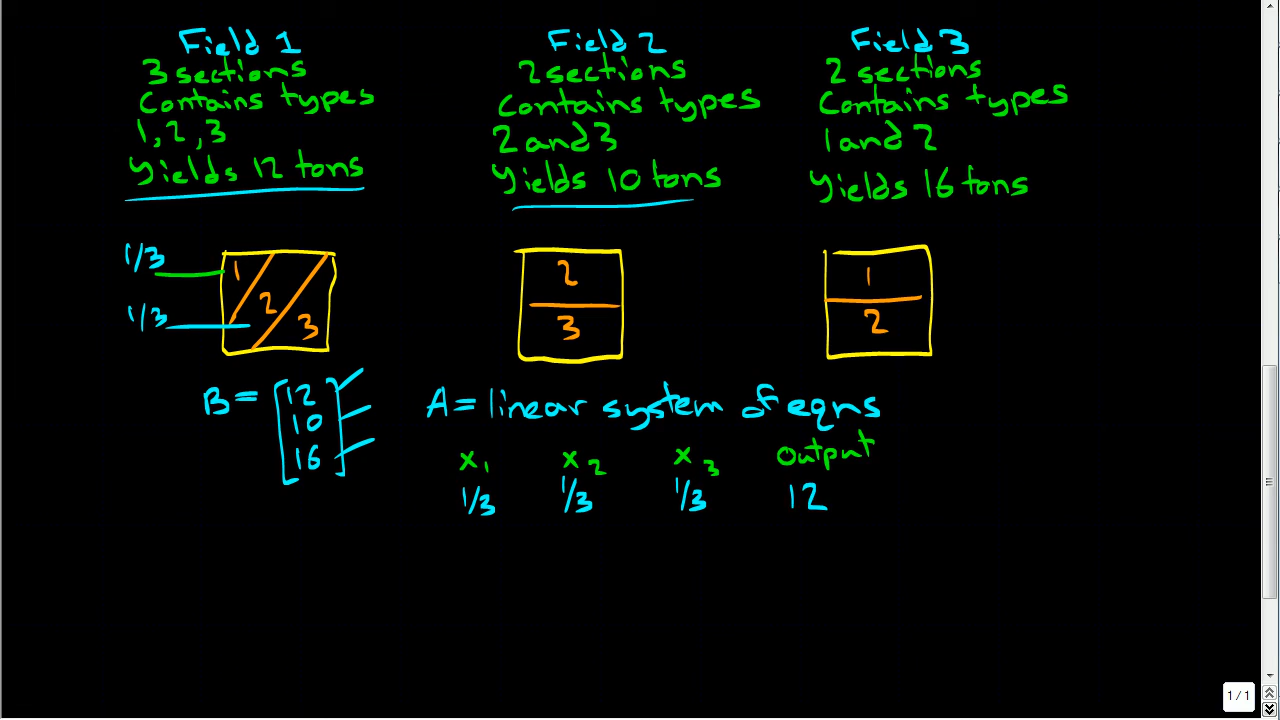 Field 1
3 sections
Contains types
1, 2, 3
Yields 12 tons
Field 2
2 sections
Contains types
2 and 3
Yields 10 tons
Field 3
2 sections
Contains types
1 and 2
Yields 16 tons
1/3
1/3
1
2
3
2
3
1
2
B = [12
10
16]
A = linear system of eqns
x1 x2 x3 output
1/3 1/3 1/3 12
1 / 1